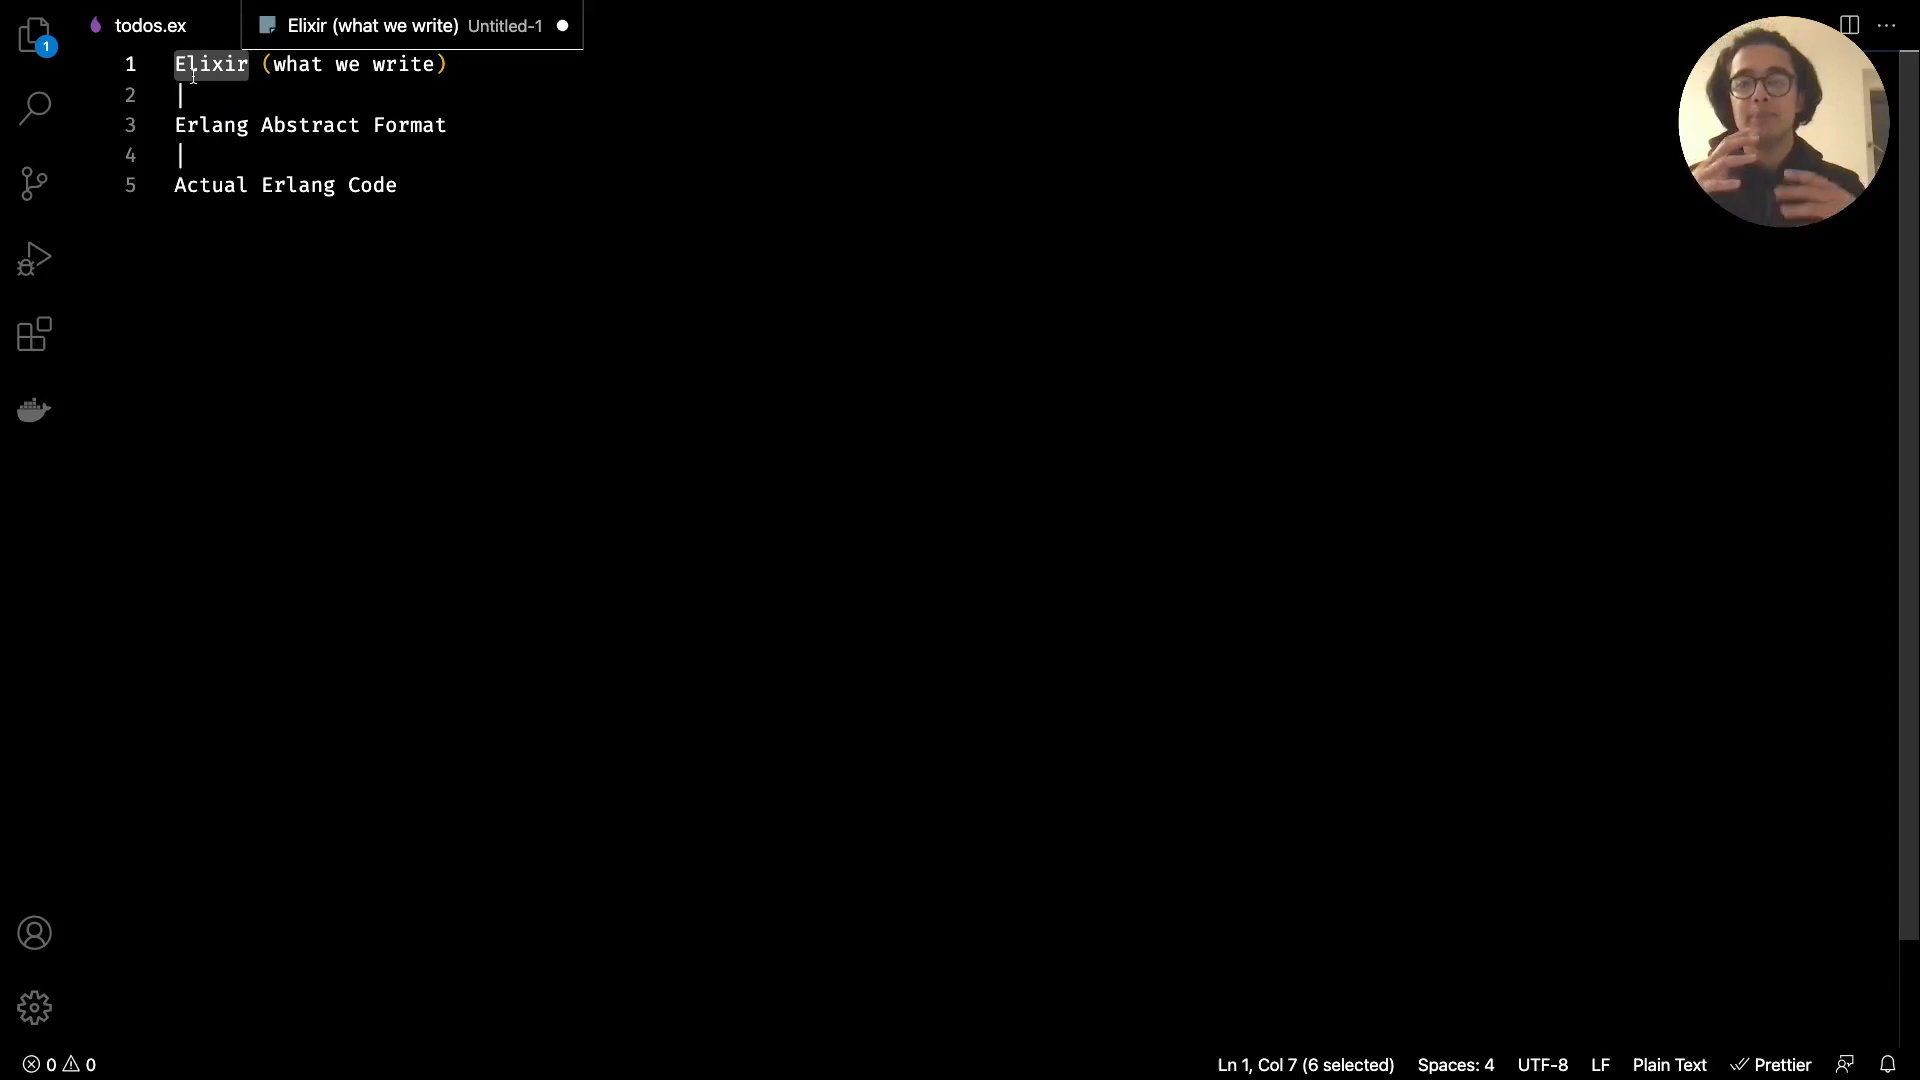 todos.ex
Elixir (what we write) Untitled-1
1
1 Elixir (what we write)
2 |
3 Erlang Abstract Format
4 |
5 Actual Erlang Code
0 0
Ln 1, Col 7 (6 selected) Spaces: 4 UTF-8 LF Plain Text Prettier